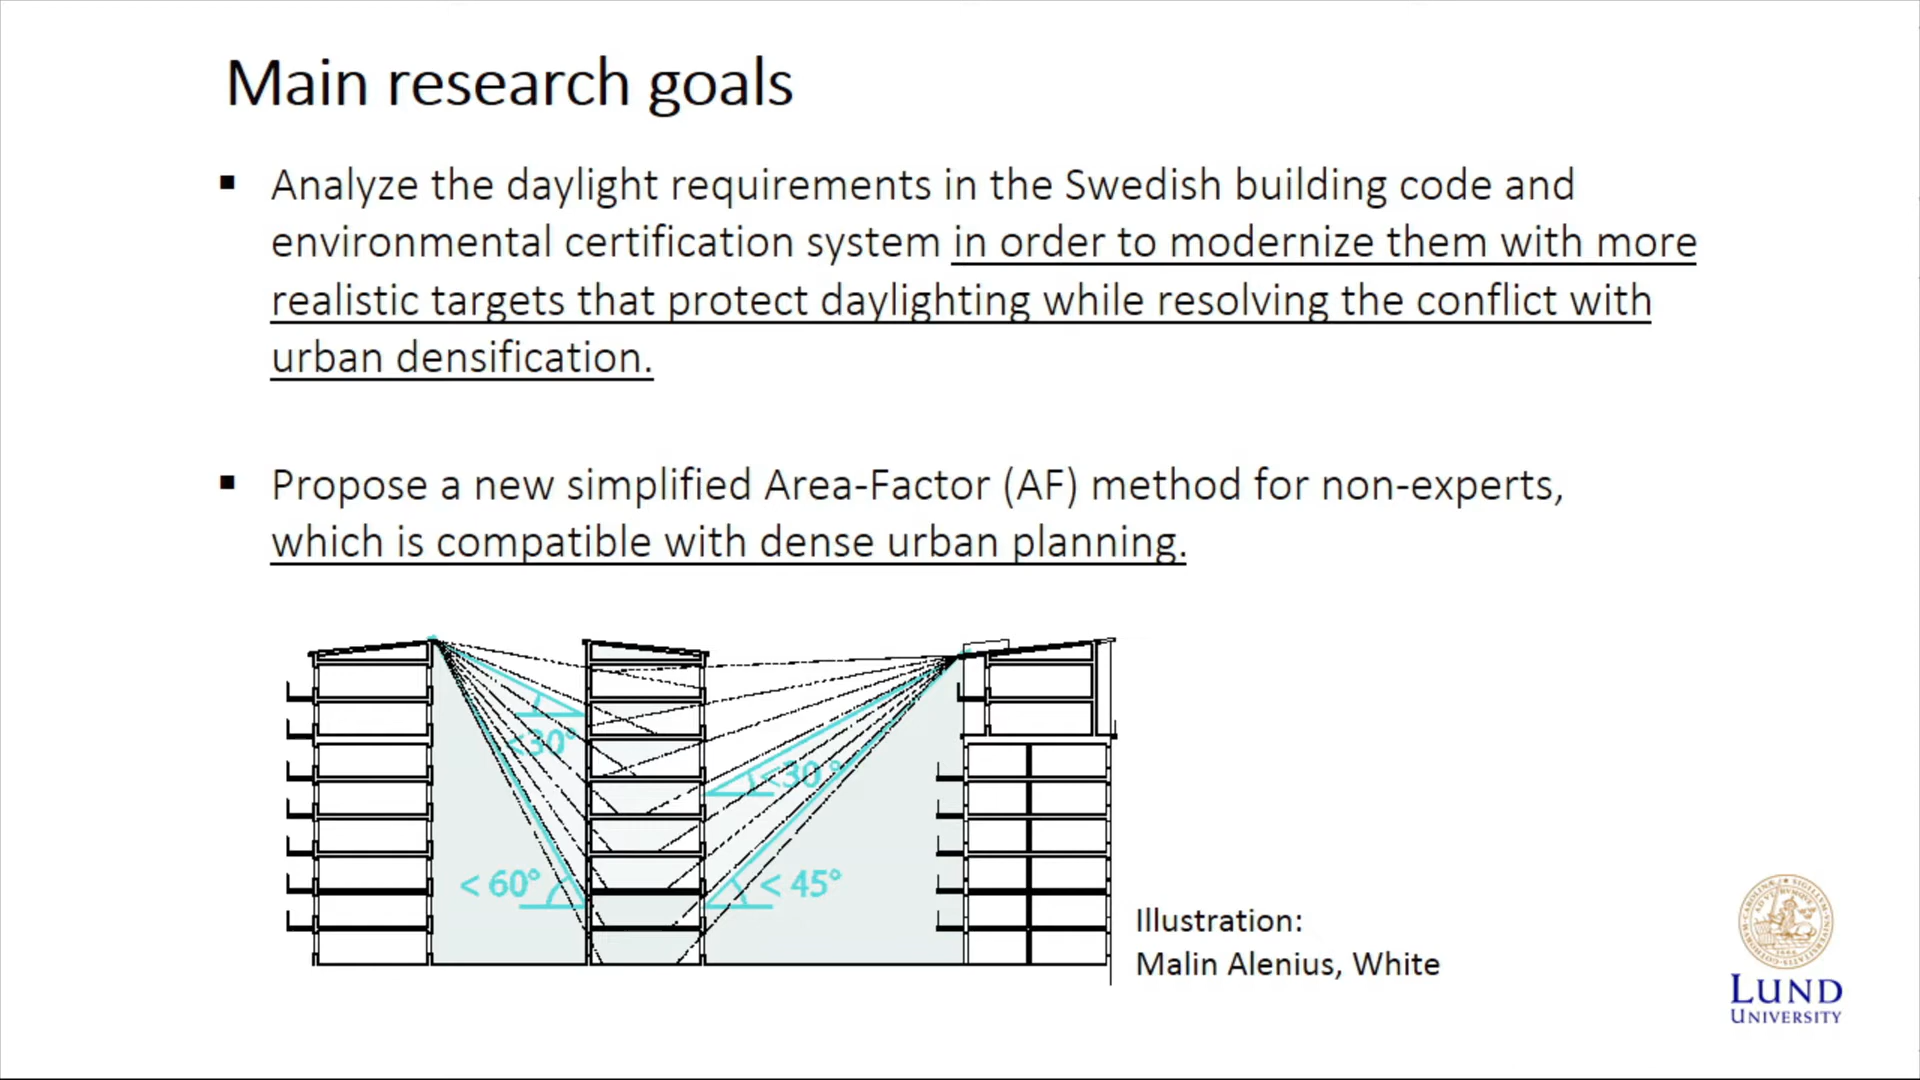 Main research goals
▪ Analyze the daylight requirements in the Swedish building code and
environmental certification system in order to modernize them with more
realistic targets that protect daylighting while resolving the conflict with
urban densification.
▪ Propose a new simplified Area-Factor (AF) method for non-experts,
which is compatible with dense urban planning.
<30°
<30°
< 60°
< 45°
Illustration:
Malin Alenius, White
LUND
UNIVERSITY